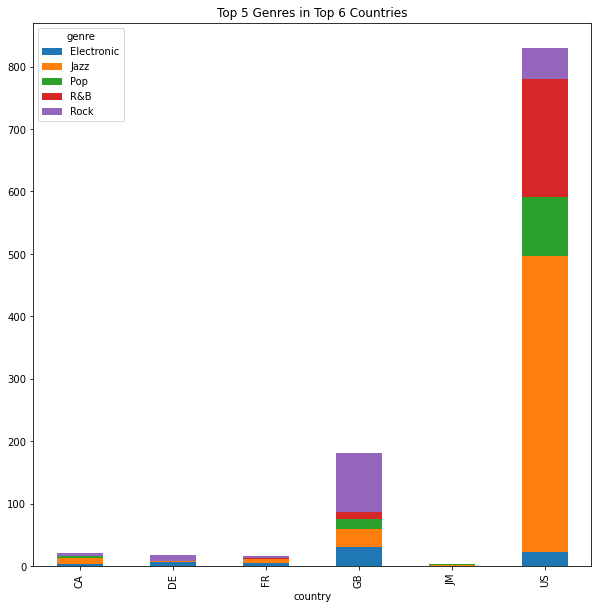 Top 5 Genres in Top 6 Countries
genre
Electronic
Jazz
Pop
R&B
Rock
800
700
600
500
400
300
200
100
0
CA
DE
FR
GB
JM
US
country